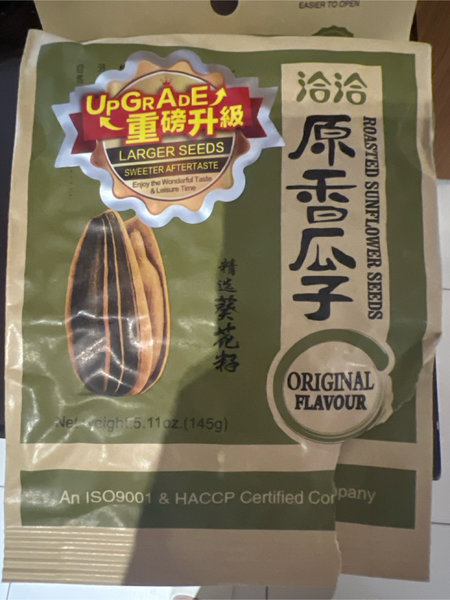 EASIER TO OPEN
UPGRADE
重磅升級
LARGER SEEDS
SWEETER AFTERTASTE
Enjoy the Wonderful Taste
& Leisure Time
洽洽
原香瓜子
ROASTED SUNFLOWER SEEDS
精选葵花籽
ORIGINAL
FLAVOUR
Net weight:5.11oz.(145g)
An ISO9001 & HACCP Certified Company